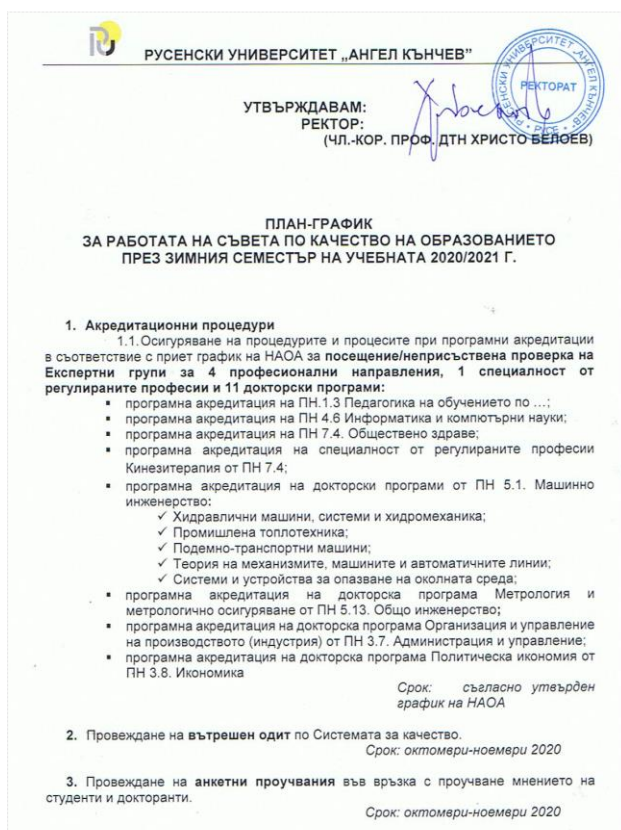 РУСЕНСКИ УНИВЕРСИТЕТ „АНГЕЛ КЪНЧЕВ”
РУСЕНСКИ УНИВЕРСИТЕТ „АНГЕЛ КЪНЧЕВ”
РЕКТОРАТ
• РУСЕ •
УТВЪРЖДАВАМ:
РЕКТОР:
(ЧЛ.-КОР. ПРОФ. ДТН ХРИСТО БЕЛОЕВ)
ПЛАН-ГРАФИК
ЗА РАБОТАТА НА СЪВЕТА ПО КАЧЕСТВО НА ОБРАЗОВАНИЕТО
ПРЕЗ ЗИМНИЯ СЕМЕСТЪР НА УЧЕБНАТА 2020/2021 Г.
1. Акредитационни процедури
1.1.Осигуряване на процедурите и процесите при програмни акредитации
в съответствие с приет график на НАОА за посещение/неприсъствена проверка на
Експертни групи за 4 професионални направления, 1 специалност от
регулираните професии и 11 докторски програми:
▪ програмна акредитация на ПН.1.3 Педагогика на обучението по …;
▪ програмна акредитация на ПН 4.6 Информатика и компютърни науки;
▪ програмна акредитация на ПН 7.4. Обществено здраве;
▪ програмна акредитация на специалност от регулираните професии
Кинезитерапия от ПН 7.4;
▪ програмна акредитация на докторски програми от ПН 5.1. Машинно
инженерство:
✓ Хидравлични машини, системи и хидромеханика;
✓ Промишлена топлотехника;
✓ Подемно-транспортни машини;
✓ Теория на механизмите, машините и автоматичните линии;
✓ Системи и устройства за опазване на околната среда;
▪ програмна акредитация на докторска програма Метрология и
метрологично осигуряване от ПН 5.13. Общо инженерство;
▪ програмна акредитация на докторска програма Организация и управление
на производството (индустрия) от ПН 3.7. Администрация и управление;
▪ програмна акредитация на докторска програма Политическа икономия от
ПН 3.8. Икономика
Срок: съгласно утвърден
график на НАОА
2. Провеждане на вътрешен одит по Системата за качество.
Срок: октомври-ноември 2020
3. Провеждане на анкетни проучвания във връзка с проучване мнението на
студенти и докторанти.
Срок: октомври-ноември 2020